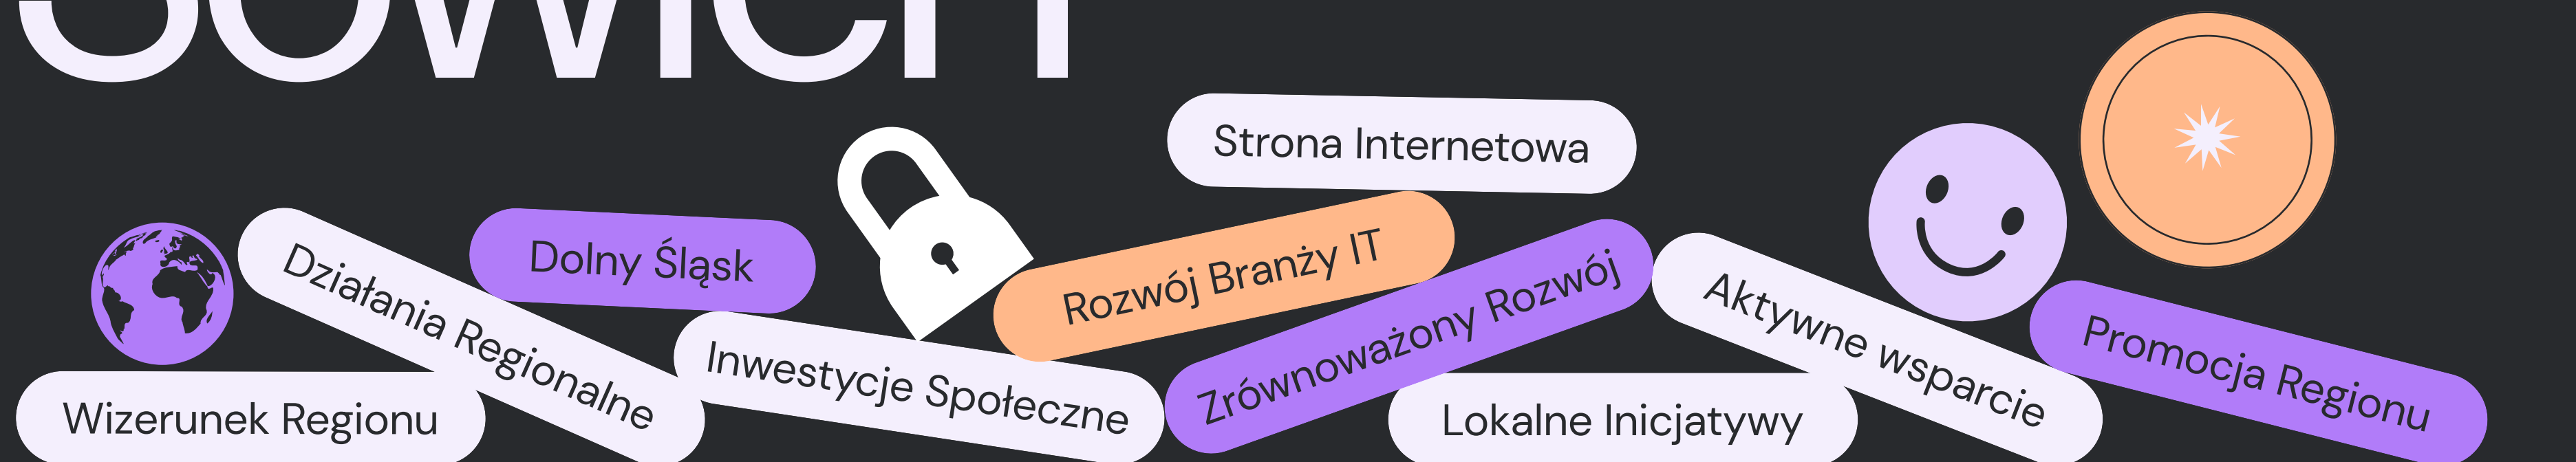 Strona Internetowa
Dolny Śląsk
Rozwój Branży IT
Działania Regionalne
Zrównoważony Rozwój
Aktywne wsparcie
Inwestycje Społeczne
Promocja Regionu
Wizerunek Regionu
Lokalne Inicjatywy